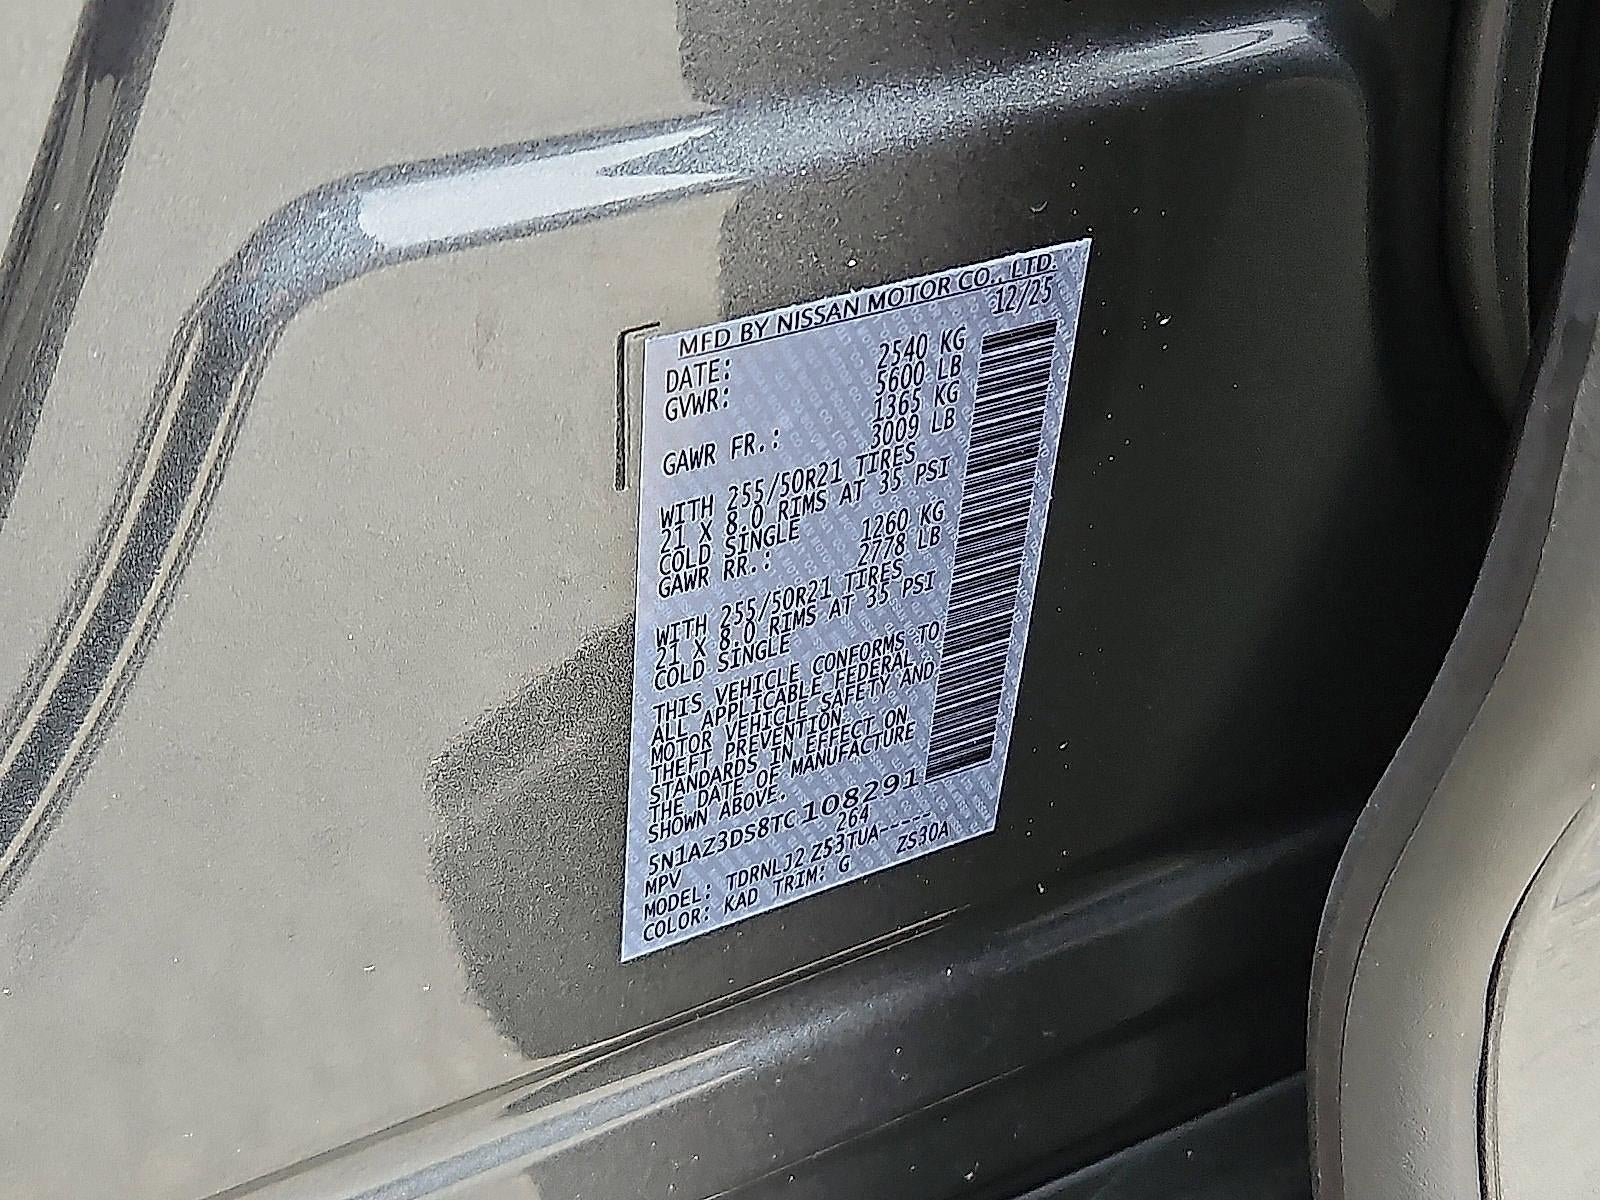 MFD BY NISSAN MOTOR CO., LTD.
DATE: 12/25
GVWR: 2540 KG
5600 LB
GAWR FR.: 1365 KG
3009 LB
WITH 255/50R21 TIRES
21 X 8.0 RIMS AT 35 PSI
COLD SINGLE
GAWR RR.: 1260 KG
2778 LB
WITH 255/50R21 TIRES
21 X 8.0 RIMS AT 35 PSI
COLD SINGLE
THIS VEHICLE CONFORMS TO
ALL APPLICABLE FEDERAL
MOTOR VEHICLE SAFETY AND
THEFT PREVENTION
STANDARDS IN EFFECT ON
THE DATE OF MANUFACTURE
SHOWN ABOVE.
5N1AZ3DS8TC108291
MPV 264
MODEL: TDRNLJ2 Z53TUA-----
COLOR: KAD TRIM: G ZS30A